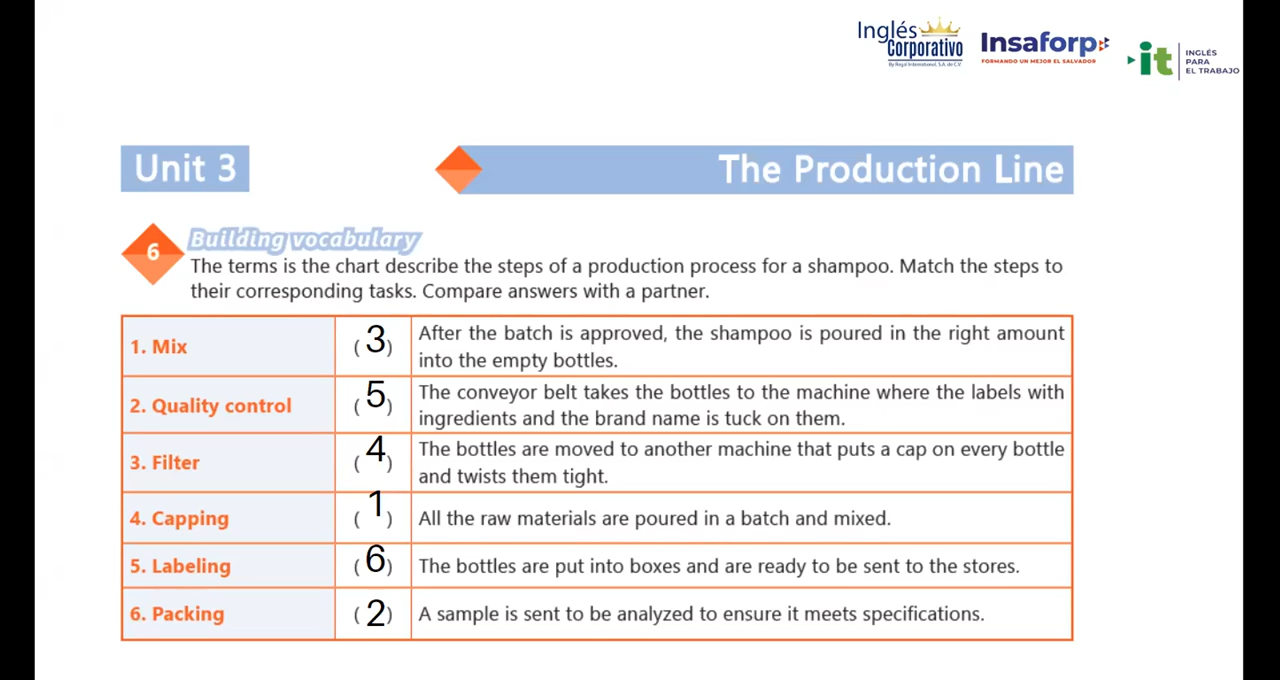 Inglés
Corporativo
By Royal International, S.A. de C.V.
Insaforp
FORMANDO UN MEJOR EL SALVADOR
it
INGLÉS
PARA
EL TRABAJO
Unit 3
The Production Line
6
Building vocabulary
The terms is the chart describe the steps of a production process for a shampoo. Match the steps to
their corresponding tasks. Compare answers with a partner.
1. Mix ( 3 ) After the batch is approved, the shampoo is poured in the right amount
into the empty bottles.
2. Quality control ( 5 ) The conveyor belt takes the bottles to the machine where the labels with
ingredients and the brand name is tuck on them.
3. Filter ( 4 ) The bottles are moved to another machine that puts a cap on every bottle
and twists them tight.
4. Capping ( 1 ) All the raw materials are poured in a batch and mixed.
5. Labeling ( 6 ) The bottles are put into boxes and are ready to be sent to the stores.
6. Packing ( 2 ) A sample is sent to be analyzed to ensure it meets specifications.